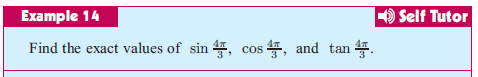 Example 14
Self Tutor
Find the exact values of sin 4π/3, cos 4π/3, and tan 4π/3.